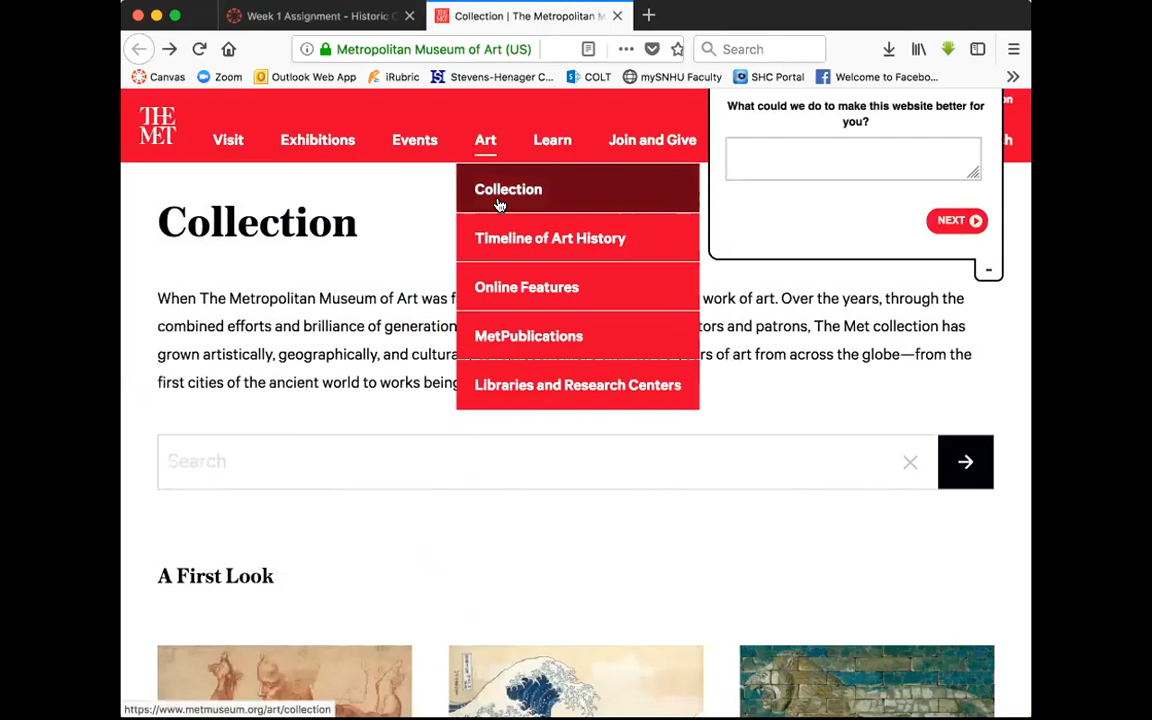 Week 1 Assignment - Historic C
Collection | The Metropolitan M
Metropolitan Museum of Art (US)
Search
Canvas
Zoom
Outlook Web App
iRubric
Stevens-Henager C...
COLT
mySNHU Faculty
SHC Portal
Welcome to Facebo...
THE MET
Visit
Exhibitions
Events
Art
Learn
Join and Give
What could we do to make this website better for
you?
NEXT
Collection
Timeline of Art History
Online Features
MetPublications
Libraries and Research Centers
Collection
When The Metropolitan Museum of Art was f work of art. Over the years, through the
combined efforts and brilliance of generation tors and patrons, The Met collection has
grown artistically, geographically, and cultura rs of art from across the globe—from the
first cities of the ancient world to works being
Search
A First Look
https://www.metmuseum.org/art/collection